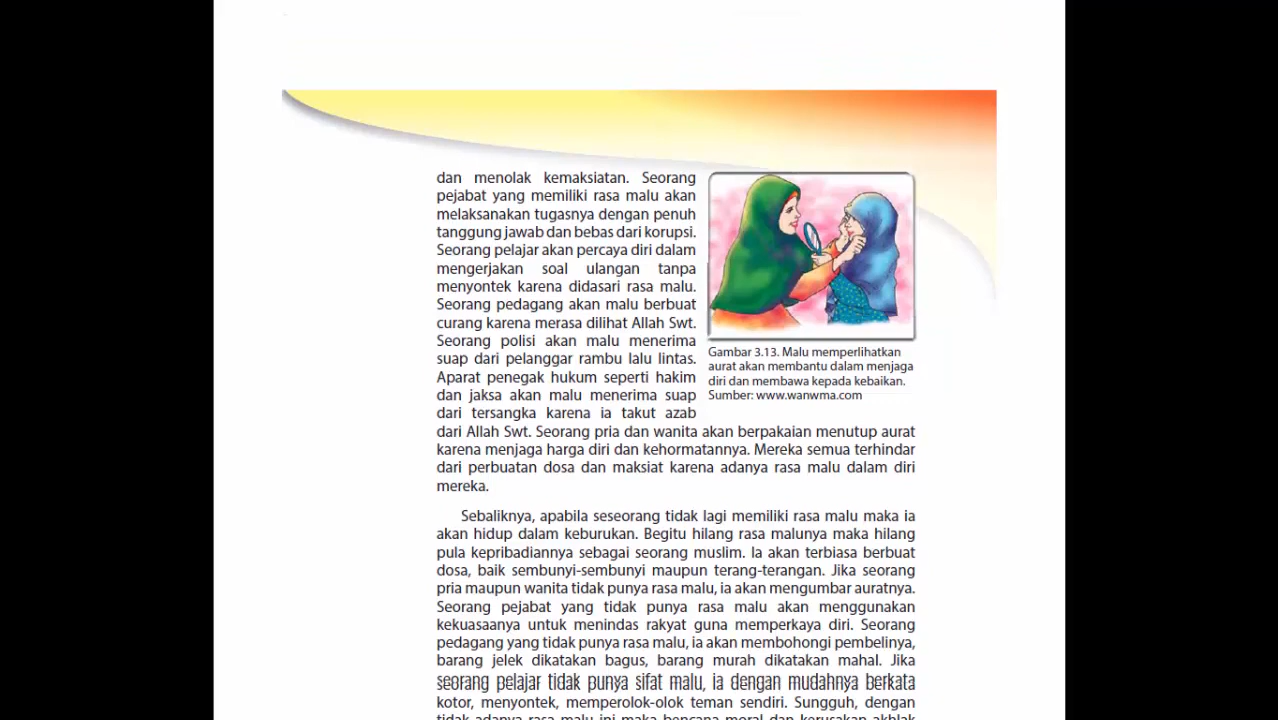 dan menolak kemaksiatan. Seorang
pejabat yang memiliki rasa malu akan
melaksanakan tugasnya dengan penuh
tanggung jawab dan bebas dari korupsi.
Seorang pelajar akan percaya diri dalam
mengerjakan soal ulangan tanpa
menyontek karena didasari rasa malu.
Seorang pedagang akan malu berbuat
curang karena merasa dilihat Allah Swt.
Seorang polisi akan malu menerima
suap dari pelanggar rambu lalu lintas.
Aparat penegak hukum seperti hakim
dan jaksa akan malu menerima suap
dari tersangka karena ia takut azab
dari Allah Swt. Seorang pria dan wanita akan berpakaian menutup aurat
karena menjaga harga diri dan kehormatannya. Mereka semua terhindar
dari perbuatan dosa dan maksiat karena adanya rasa malu dalam diri
mereka.
Gambar 3.13. Malu memperlihatkan
aurat akan membantu dalam menjaga
diri dan membawa kepada kebaikan.
Sumber: www.wanwma.com
Sebaliknya, apabila seseorang tidak lagi memiliki rasa malu maka ia
akan hidup dalam keburukan. Begitu hilang rasa malunya maka hilang
pula kepribadiannya sebagai seorang muslim. Ia akan terbiasa berbuat
dosa, baik sembunyi-sembunyi maupun terang-terangan. Jika seorang
pria maupun wanita tidak punya rasa malu, ia akan mengumbar auratnya.
Seorang pejabat yang tidak punya rasa malu akan menggunakan
kekuasaanya untuk menindas rakyat guna memperkaya diri. Seorang
pedagang yang tidak punya rasa malu, ia akan membohongi pembelinya,
barang jelek dikatakan bagus, barang murah dikatakan mahal. Jika
seorang pelajar tidak punya sifat malu, ia dengan mudahnya berkata
kotor, menyontek, memperolok-olok teman sendiri. Sungguh, dengan
tidak adanya rasa malu ini maka bencana moral dan kerusakan akhlak